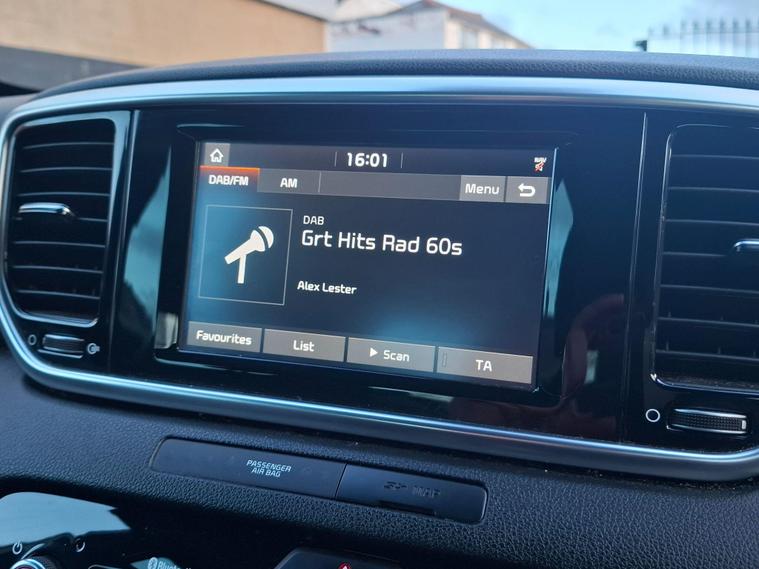 16:01
NAV
DAB/FM
AM
Menu
DAB
Grt Hits Rad 60s
Alex Lester
Favourites
List
Scan
TA
PASSENGER
AIR BAG